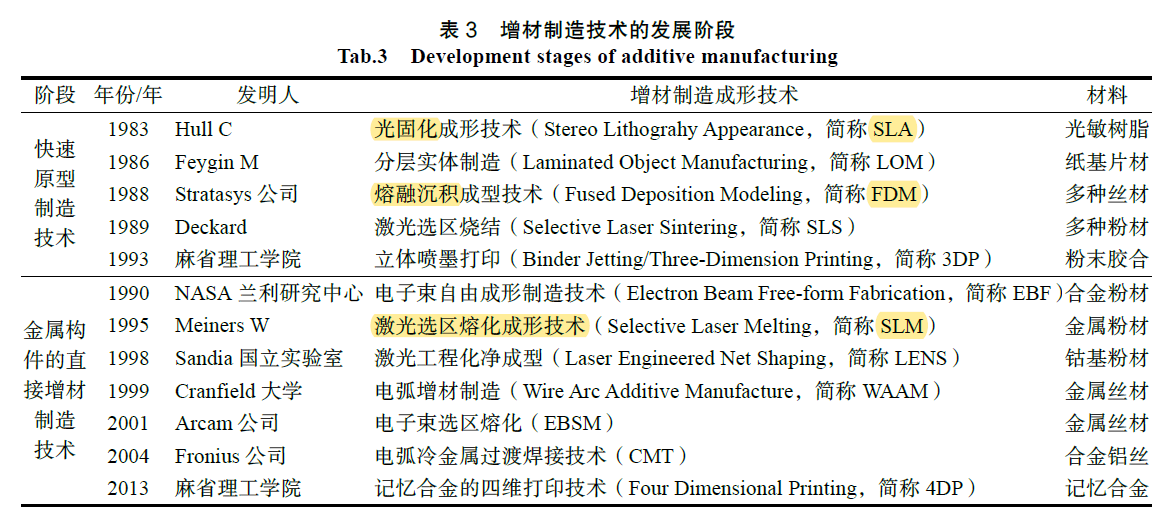 表 3 增材制造技术的发展阶段
Tab.3 Development stages of additive manufacturing
阶段 年份/年 发明人 增材制造成形技术 材料
快速原型制造技术
1983 Hull C 光固化成形技术（Stereo Lithograhy Appearance，简称 SLA） 光敏树脂
1986 Feygin M 分层实体制造（Laminated Object Manufacturing，简称 LOM） 纸基片材
1988 Stratasys 公司 熔融沉积成型技术（Fused Deposition Modeling，简称 FDM） 多种丝材
1989 Deckard 激光选区烧结（Selective Laser Sintering，简称 SLS） 多种粉材
1993 麻省理工学院 立体喷墨打印（Binder Jetting/Three-Dimension Printing，简称 3DP） 粉末胶合
金属构件的直接增材制造技术
1990 NASA 兰利研究中心 电子束自由成形制造技术（Electron Beam Free-form Fabrication，简称 EBF） 合金粉材
1995 Meiners W 激光选区熔化成形技术（Selective Laser Melting，简称 SLM） 金属粉材
1998 Sandia 国立实验室 激光工程化净成型（Laser Engineered Net Shaping，简称 LENS） 钴基粉材
1999 Cranfield 大学 电弧增材制造（Wire Arc Additive Manufacture，简称 WAAM） 金属丝材
2001 Arcam 公司 电子束选区熔化（EBSM） 金属丝材
2004 Fronius 公司 电弧冷金属过渡焊接技术（CMT） 合金铝丝
2013 麻省理工学院 记忆合金的四维打印技术（Four Dimensional Printing，简称 4DP） 记忆合金